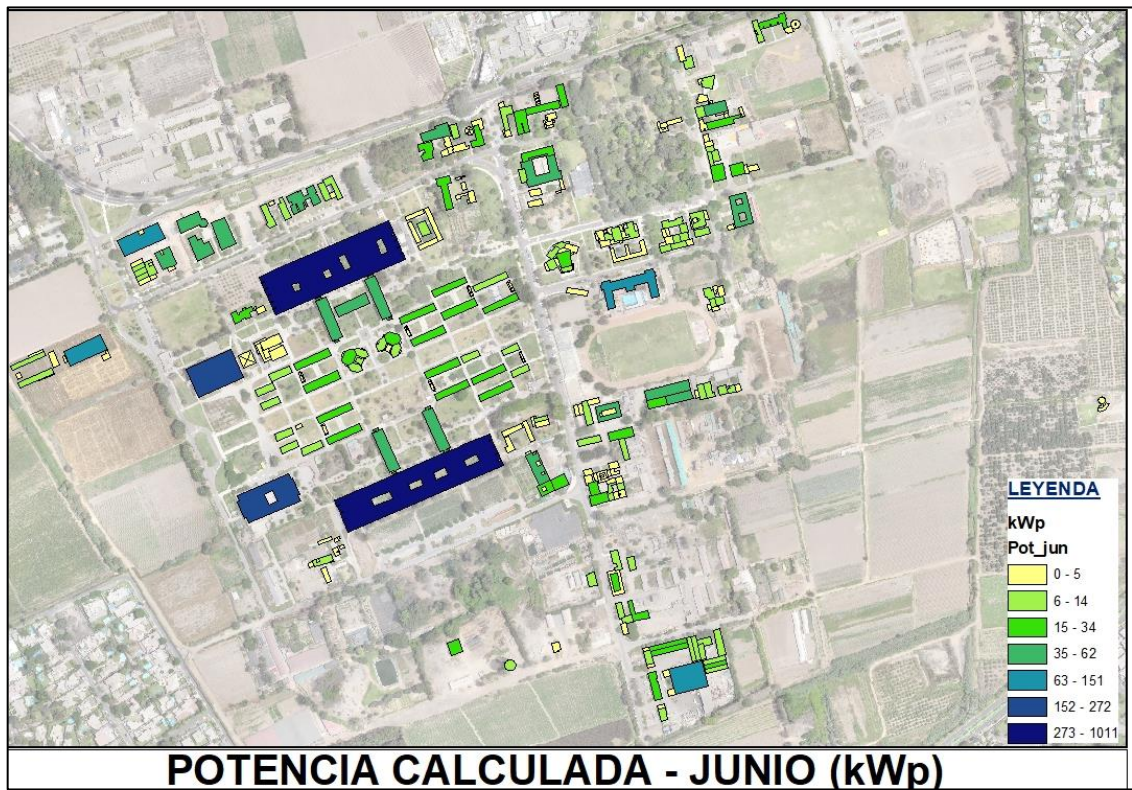 LEYENDA
kWp
Pot_jun
0 - 5
6 - 14
15 - 34
35 - 62
63 - 151
152 - 272
273 - 1011
POTENCIA CALCULADA - JUNIO (kWp)